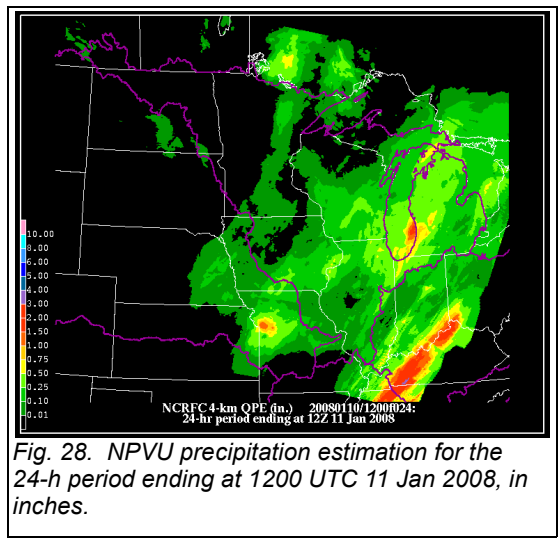 10.00
8.00
6.00
5.00
4.00
3.00
2.00
1.50
1.00
0.75
0.50
0.25
0.10
0.01
NCRFC 4-km QPE (in.) 20080110/1200f024:
24-hr period ending at 12Z 11 Jan 2008
Fig. 28. NPVU precipitation estimation for the
24-h period ending at 1200 UTC 11 Jan 2008, in
inches.